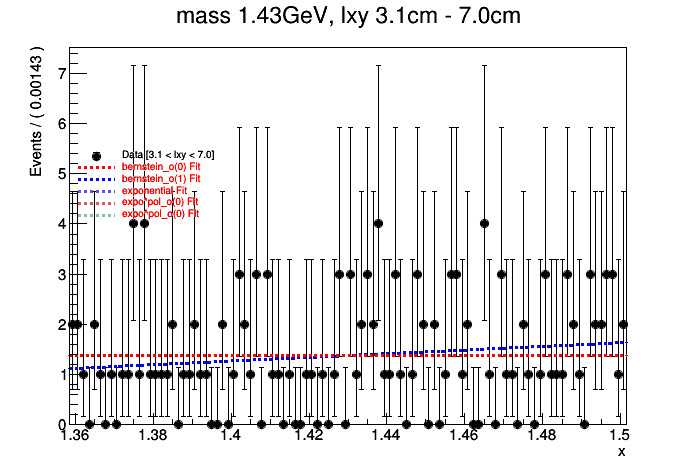 mass 1.43GeV, lxy 3.1cm - 7.0cm
Events / ( 0.00143 )
7
6
5
4
3
2
1
0
Data [3.1 < lxy < 7.0]
bernstein_o(0) Fit
bernstein_o(1) Fit
exponential Fit
expo*pol_o(0) Fit
expo*pol_o(0) Fit
1.36 1.38 1.4 1.42 1.44 1.46 1.48 1.5
x